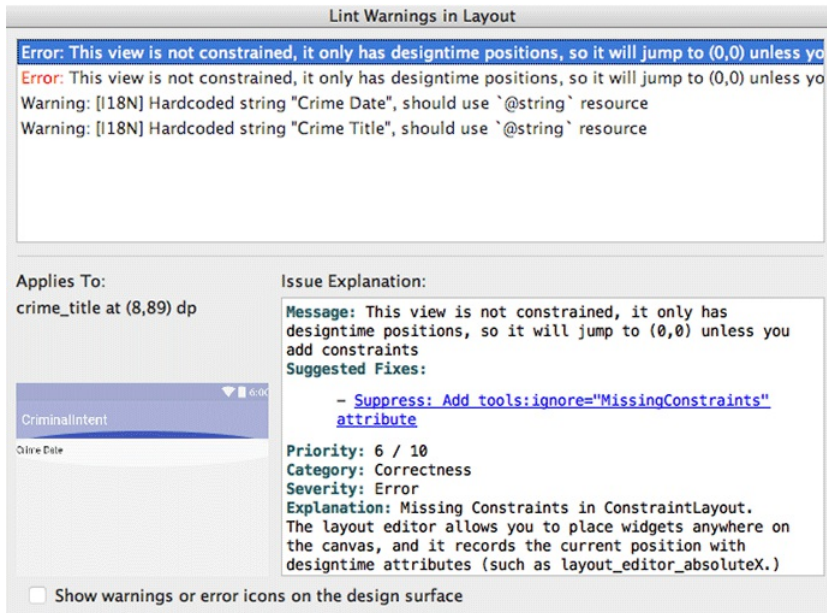 Lint Warnings in Layout
Error: This view is not constrained, it only has designtime positions, so it will jump to (0,0) unless yo
Error: This view is not constrained, it only has designtime positions, so it will jump to (0,0) unless yo
Warning: [I18N] Hardcoded string "Crime Date", should use `@string` resource
Warning: [I18N] Hardcoded string "Crime Title", should use `@string` resource
Applies To:
crime_title at (8,89) dp
6:00
CriminalIntent
Crime Date
Issue Explanation:
Message: This view is not constrained, it only has
designtime positions, so it will jump to (0,0) unless you
add constraints
Suggested Fixes:
– Suppress: Add tools:ignore="MissingConstraints"
attribute
Priority: 6 / 10
Category: Correctness
Severity: Error
Explanation: Missing Constraints in ConstraintLayout.
The layout editor allows you to place widgets anywhere on
the canvas, and it records the current position with
designtime attributes (such as layout_editor_absoluteX.)
Show warnings or error icons on the design surface